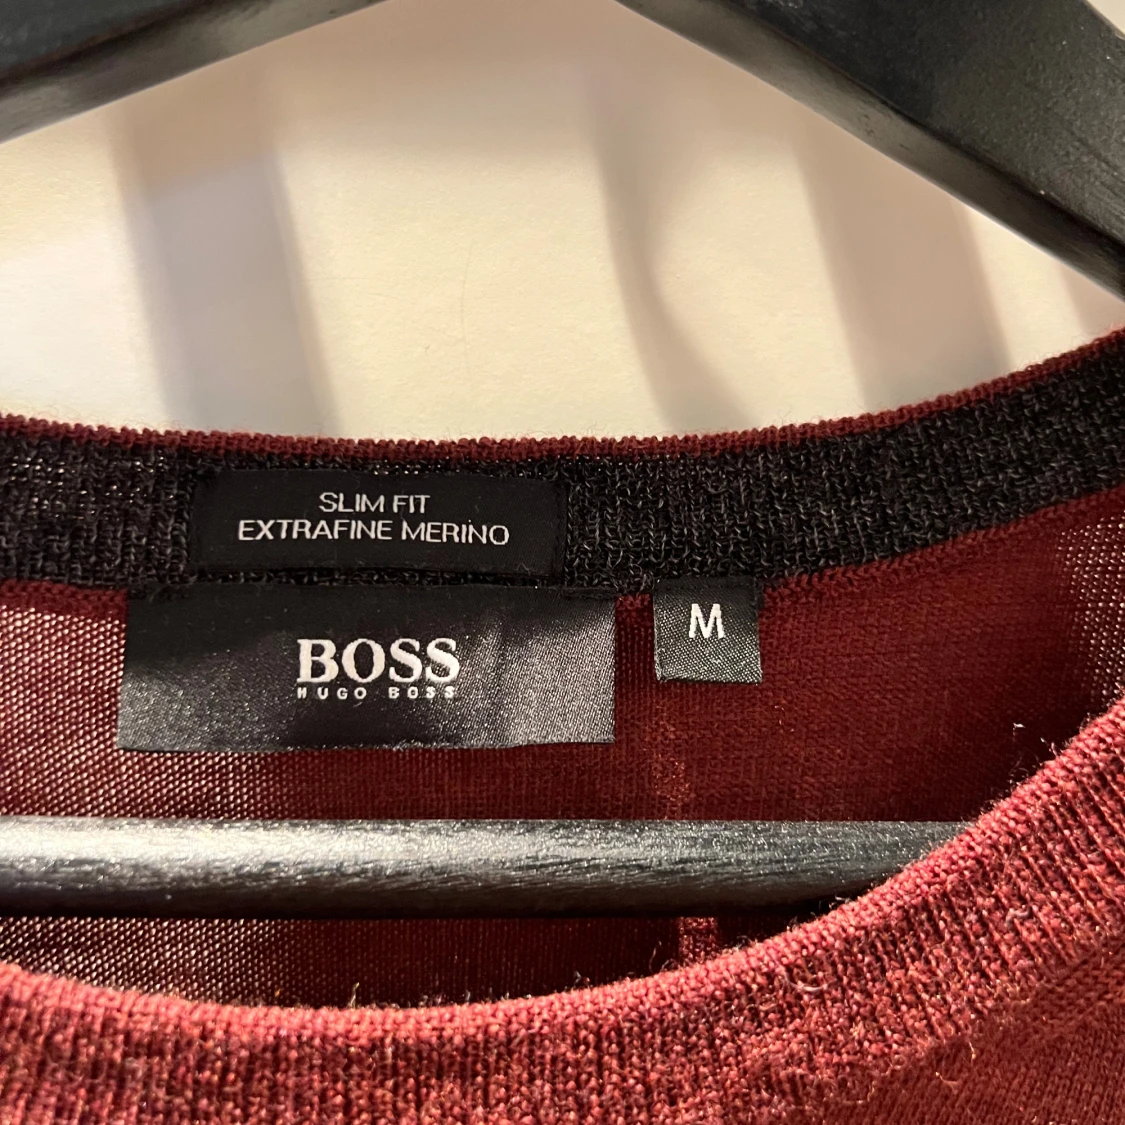 SLIM FIT
EXTRAFINE MERINO
BOSS
HUGO BOSS
M